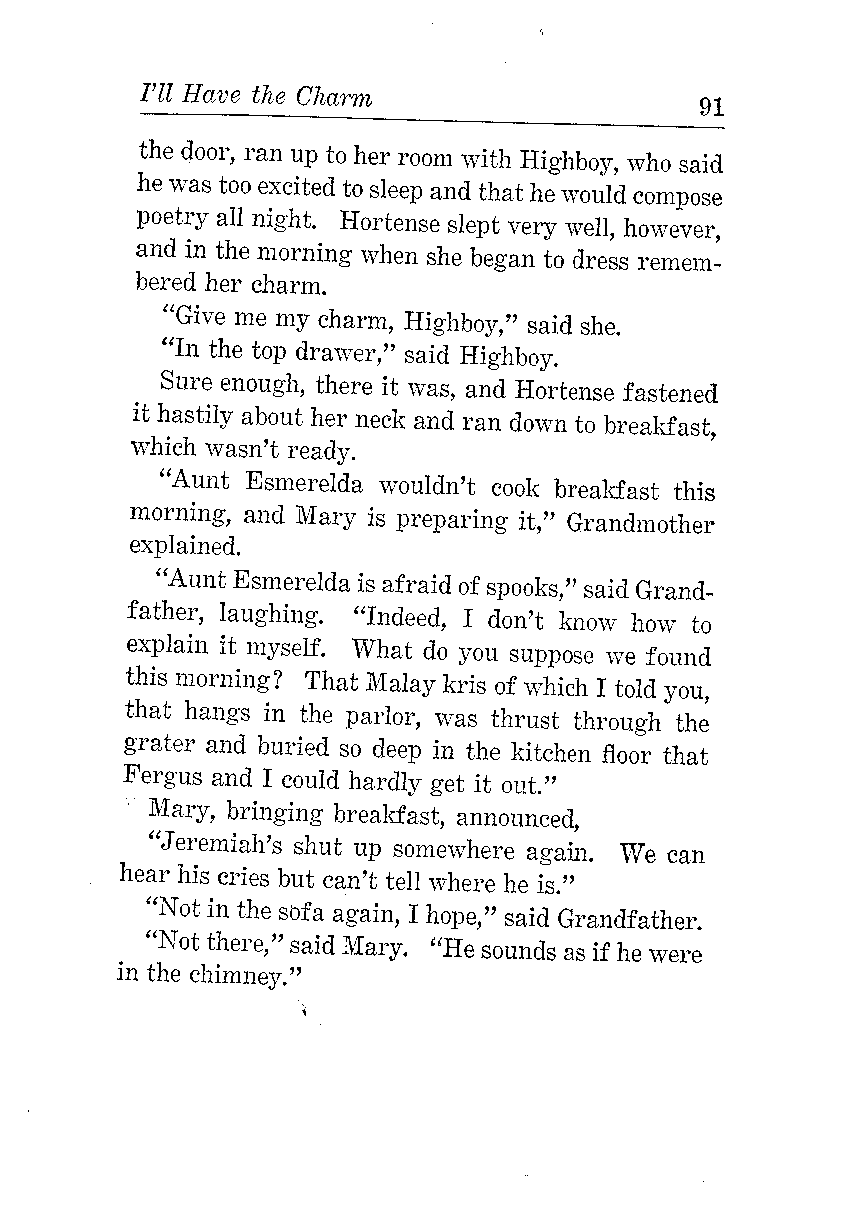 I'll Have the Charm 91
the door, ran up to her room with Highboy, who said
he was too excited to sleep and that he would compose
poetry all night. Hortense slept very well, however,
and in the morning when she began to dress remem-
bered her charm.
"Give me my charm, Highboy," said she.
"In the top drawer," said Highboy.
Sure enough, there it was, and Hortense fastened
it hastily about her neck and ran down to breakfast,
which wasn't ready.
"Aunt Esmerelda wouldn't cook breakfast this
morning, and Mary is preparing it," Grandmother
explained.
"Aunt Esmerelda is afraid of spooks," said Grand-
father, laughing. "Indeed, I don't know how to
explain it myself. What do you suppose we found
this morning? That Malay kris of which I told you,
that hangs in the parlor, was thrust through the
grater and buried so deep in the kitchen floor that
Fergus and I could hardly get it out."
Mary, bringing breakfast, announced,
"Jeremiah's shut up somewhere again. We can
hear his cries but can't tell where he is."
"Not in the sofa again, I hope," said Grandfather.
"Not there," said Mary. "He sounds as if he were
in the chimney."